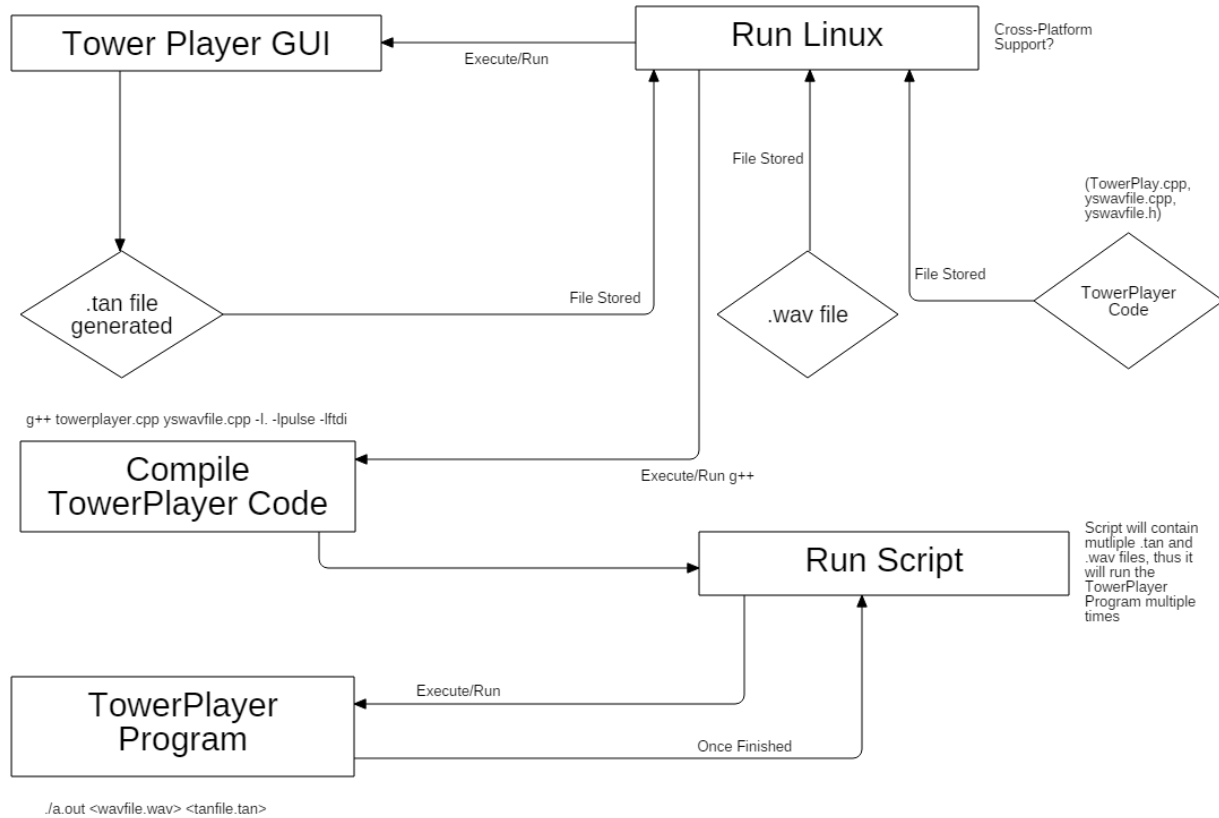 Tower Player GUI
Run Linux
Cross-Platform
Support?
Execute/Run
File Stored
(TowerPlay.cpp,
yswavfile.cpp,
yswavfile.h)
.tan file
generated
File Stored
.wav file
File Stored
TowerPlayer
Code
g++ towerplayer.cpp yswavfile.cpp -I. -lpulse -lftdi
Compile
TowerPlayer Code
Execute/Run g++
Run Script
Script will contain
mutliple .tan and
.wav files, thus it
will run the
TowerPlayer
Program multiple
times
TowerPlayer
Program
Execute/Run
Once Finished
./a.out <wavfile.wav> <tanfile.tan>